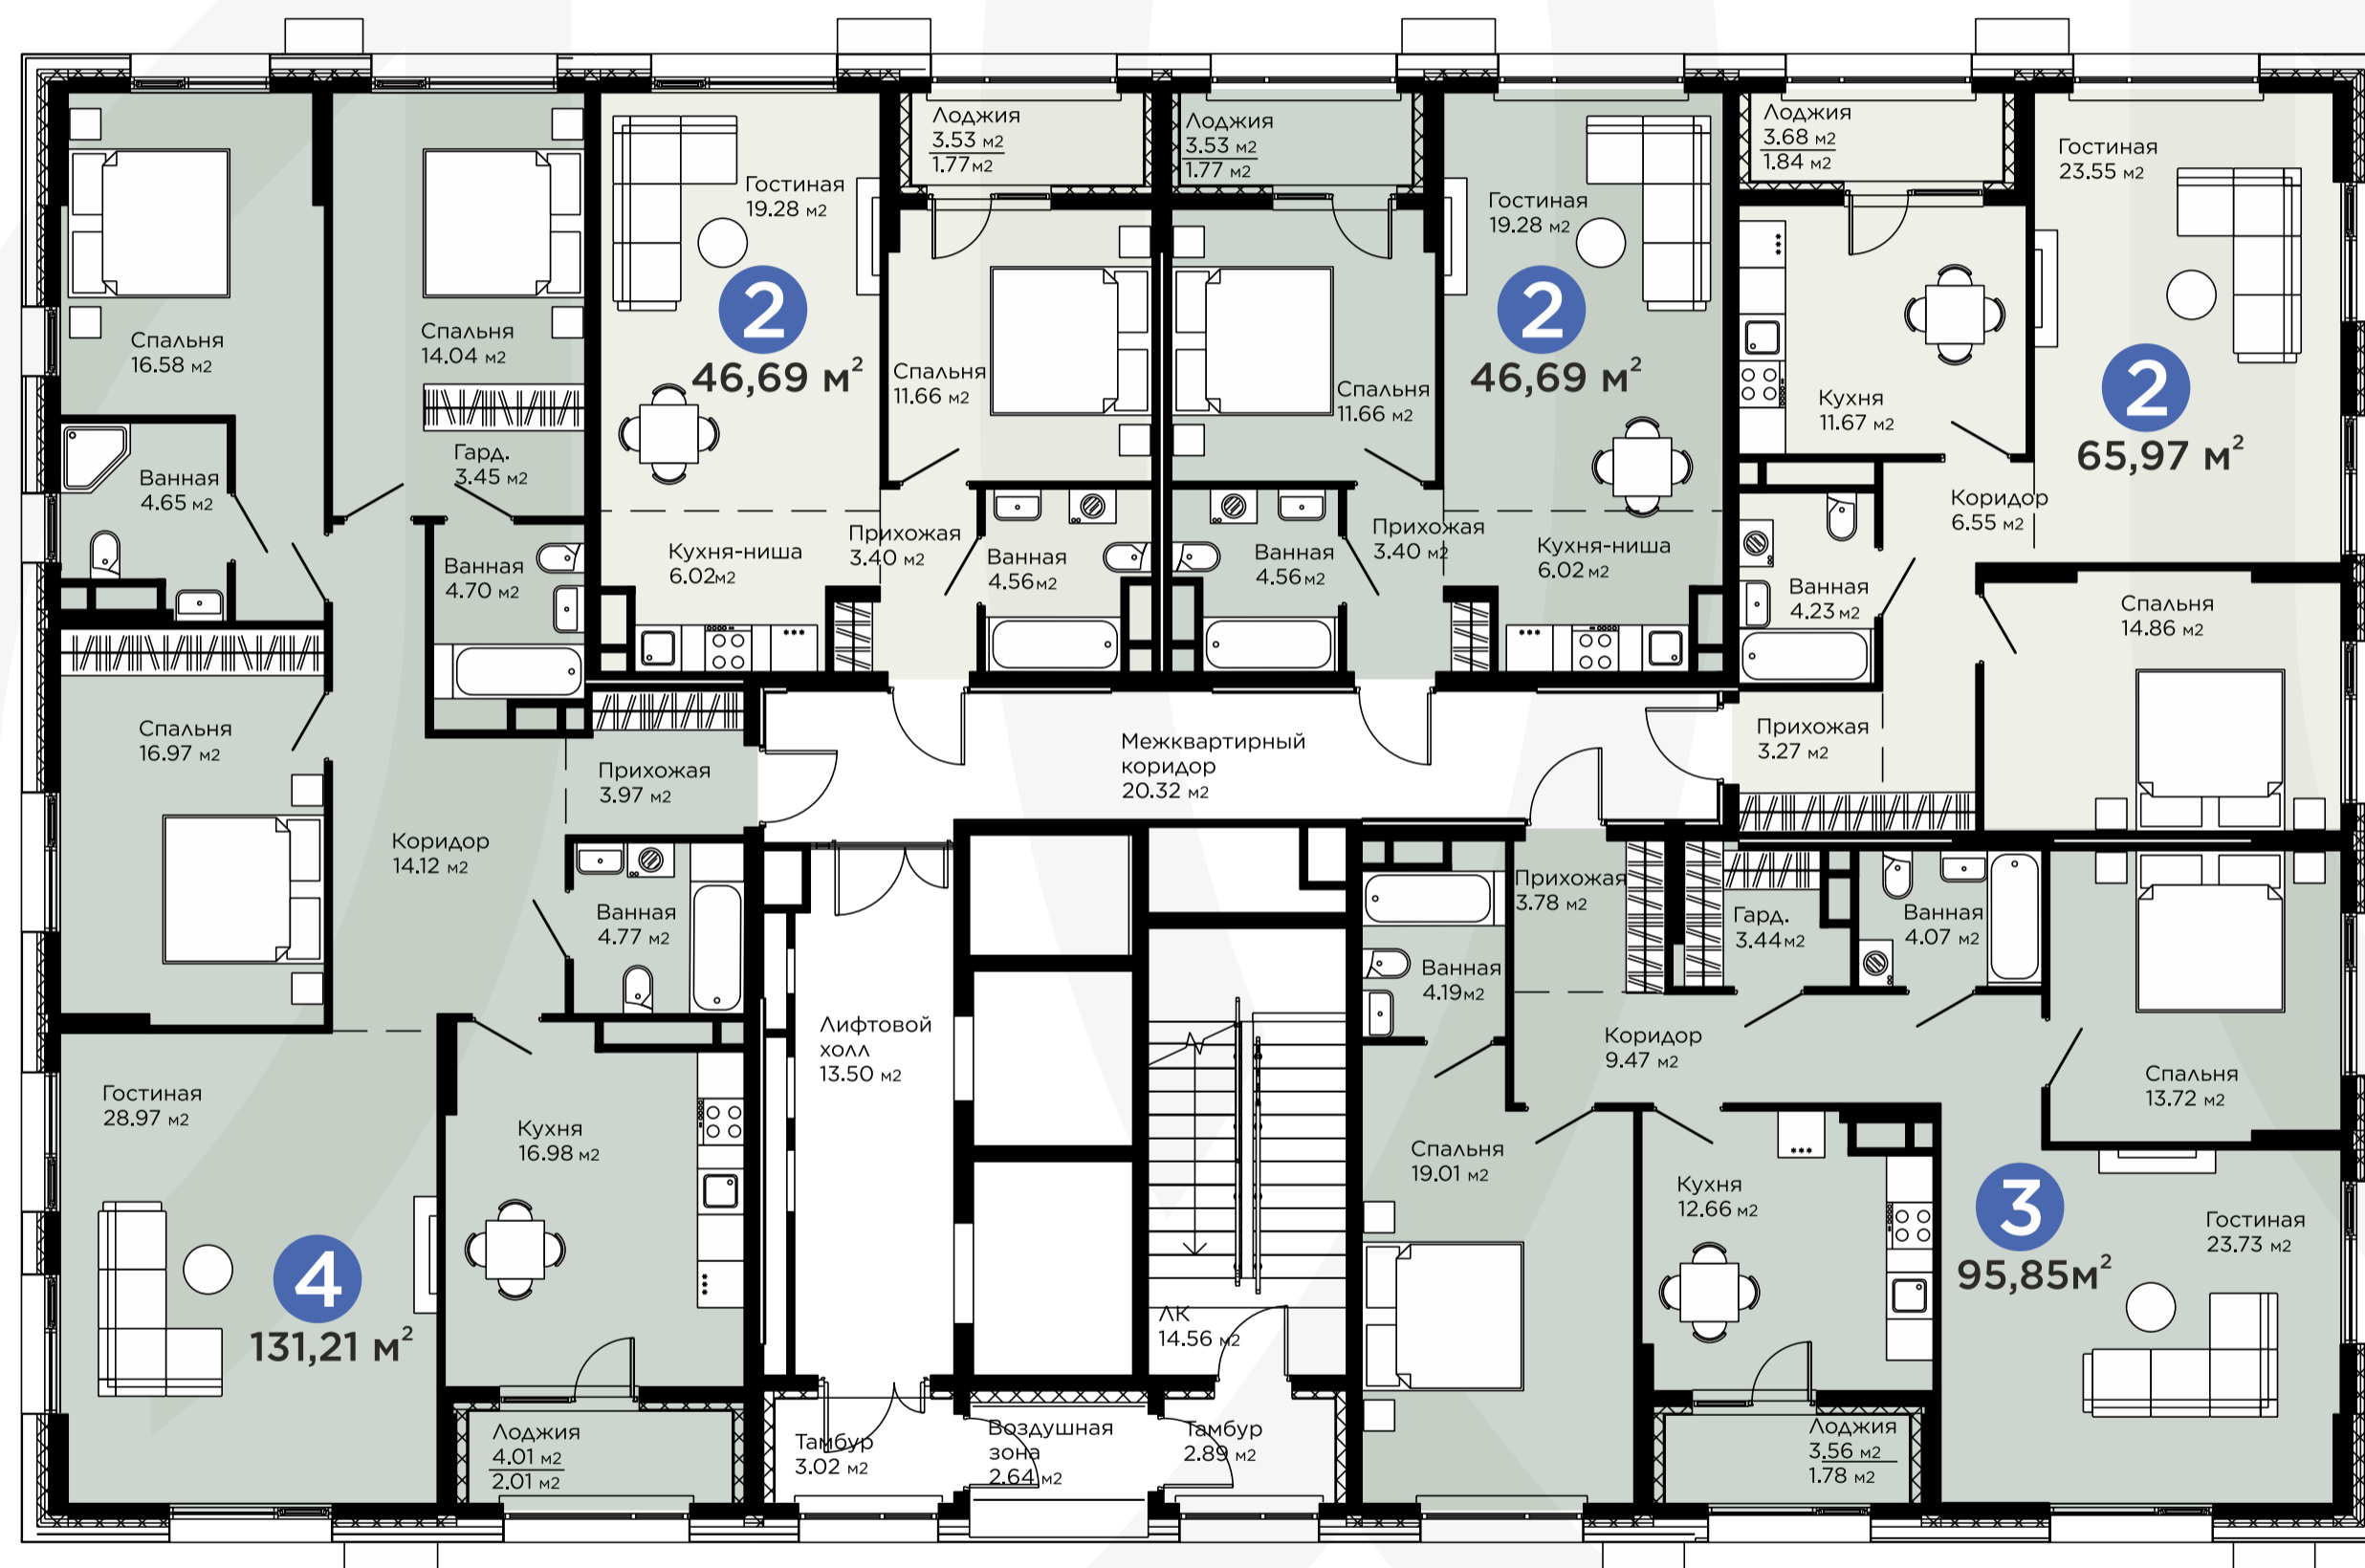 Спальня
16.58 м2
Спальня
14.04 м2
Гард.
3.45 м2
Ванная
4.65 м2
Ванная
4.70 м2
Спальня
16.97 м2
Прихожая
3.97 м2
Коридор
14.12 м2
Ванная
4.77 м2
Гостиная
28.97 м2
Кухня
16.98 м2
4
131,21 м²
Лоджия
4.01 м2
2.01 м2
Гостиная
19.28 м2
2
46,69 м²
Лоджия
3.53 м2
1.77м2
Спальня
11.66 м2
Кухня-ниша
6.02м2
Прихожая
3.40 м2
Ванная
4.56м2
Лоджия
3.53 м2
1.77 м2
Гостиная
19.28 м2
2
46,69 м²
Спальня
11.66 м2
Ванная
4.56м2
Прихожая
3.40 м2
Кухня-ниша
6.02 м2
Лоджия
3.68 м2
1.84 м2
Гостиная
23.55 м2
2
65,97 м²
Кухня
11.67 м2
Коридор
6.55 м2
Ванная
4.23м2
Спальня
14.86 м2
Прихожая
3.27 м2
Межквартирный
коридор
20.32 м2
Лифтовой
холл
13.50 м2
ЛК
14.56 м2
Тамбур
3.02 м2
Воздушная
зона
2.64 м2
Тамбур
2.89 м2
Прихожая
3.78 м2
Гард.
3.44м2
Ванная
4.07 м2
Ванная
4.19м2
Коридор
9.47 м2
Спальня
13.72 м2
Спальня
19.01 м2
Кухня
12.66 м2
3
95,85м²
Гостиная
23.73 м2
Лоджия
3.56 м2
1.78 м2